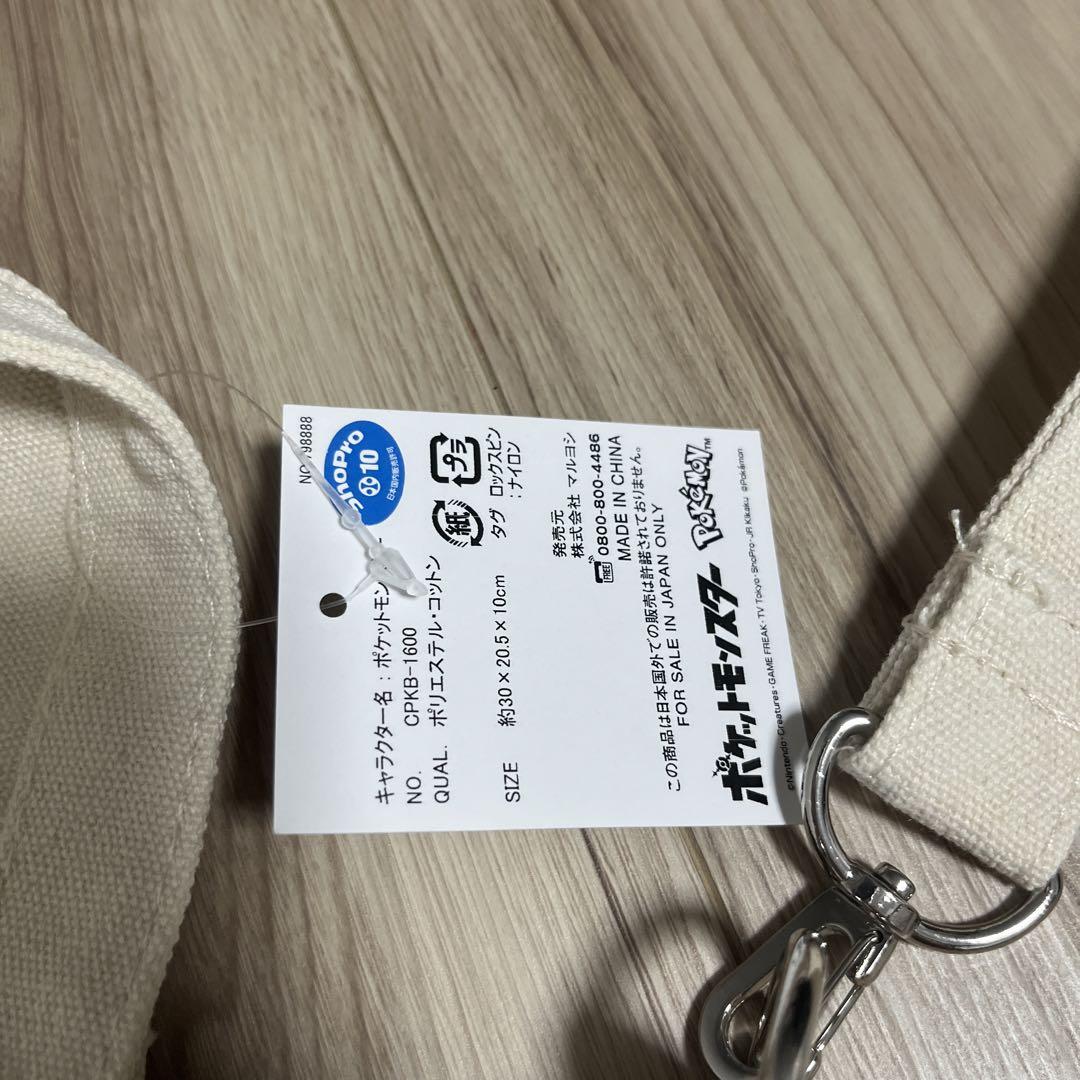 ShoPro
10
日本国内販売許可
キャラクター名：ポケットモン
NO. CPKB-1600
QUAL. ポリエステル・コットン
紙
プラ
タグ ロックスピン
：ナイロン
SIZE 約30×20.5×10cm
発売元
株式会社 マルヨシ
FREE 0800-800-4486
MADE IN CHINA
この商品は日本国外での販売は許諾されておりません。
FOR SALE IN JAPAN ONLY
ポケットモンスター POKéMON™
©Nintendo・Creatures・GAME FREAK・TV Tokyo・ShoPro・JR Kikaku ©Pokémon